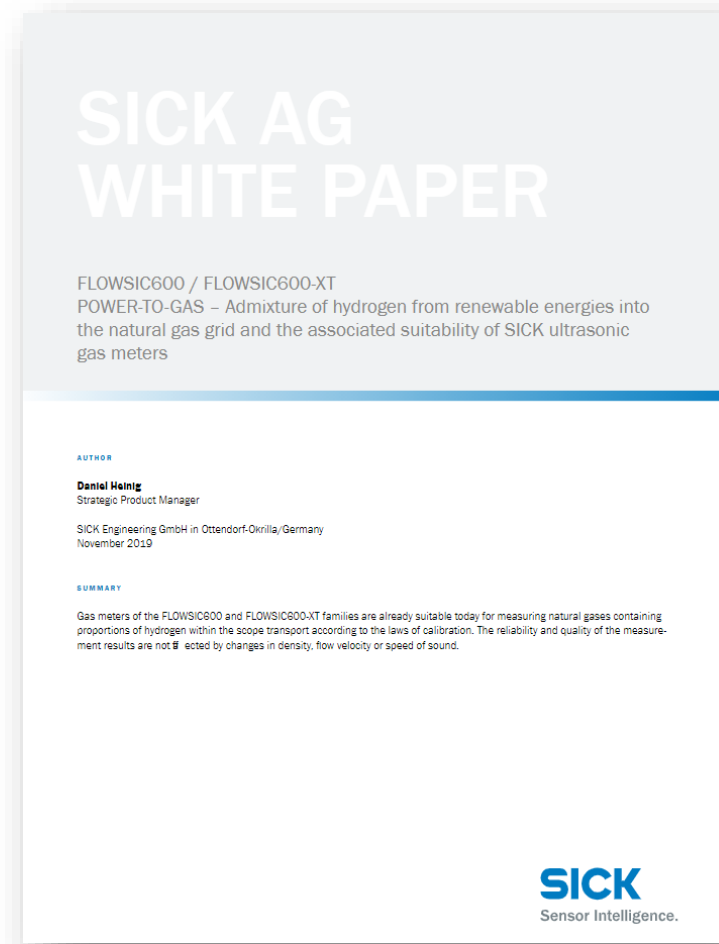 SICK AG
WHITE PAPER
FLOWSIC600 / FLOWSIC600-XT
POWER-TO-GAS – Admixture of hydrogen from renewable energies into
the natural gas grid and the associated suitability of SICK ultrasonic
gas meters
AUTHOR
Daniel Heinig
Strategic Product Manager
SICK Engineering GmbH in Ottendorf-Okrilla/Germany
November 2019
SUMMARY
Gas meters of the FLOWSIC600 and FLOWSIC600-XT families are already suitable today for measuring natural gases containing
proportions of hydrogen within the scope transport according to the laws of calibration. The reliability and quality of the measure-
ment results are not ected by changes in density, flow velocity or speed of sound.
SICK
Sensor Intelligence.